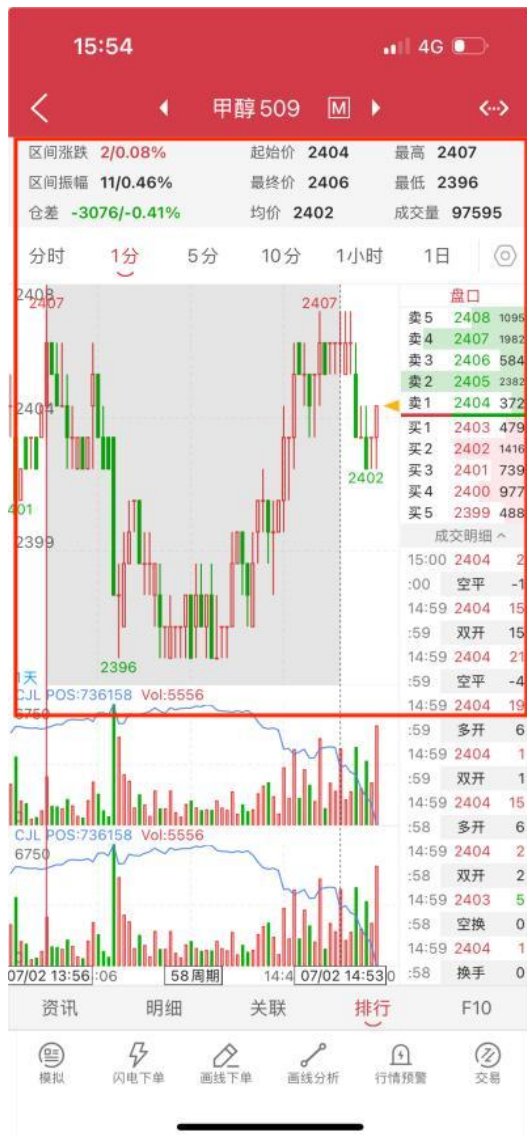 15:54 4G
甲醇509 M
区间涨跌 2/0.08% 起始价 2404 最高 2407
区间振幅 11/0.46% 最终价 2406 最低 2396
仓差 -3076/-0.41% 均价 2402 成交量 97595
分时 1分 5分 10分 1小时 1日
2408
2407
2407
2404
2402
2399
2396
1天
盘口
卖5 2408 1095
卖4 2407 1982
卖3 2406 584
卖2 2405 2382
卖1 2404 372
买1 2403 479
买2 2402 1416
买3 2401 739
买4 2400 977
买5 2399 488
成交明细
15:00 2404 2
:00 空平 -1
14:59 2404 15
:59 双开 15
14:59 2404 21
:59 空平 -4
14:59 2404 19
:59 多开 6
14:59 2404 1
:59 双开 1
14:59 2404 15
:58 多开 6
14:59 2404 2
:58 双开 2
14:59 2403 5
:58 空换 0
14:59 2404 1
:58 换手 0
CJL POS:736158 Vol:5556
6750
0
CJL POS:736158 Vol:5556
6750
07/02 13:56 :06 58周期 14:4 07/02 14:53 0
资讯 明细 关联 排行 F10
模拟 闪电下单 画线下单 画线分析 行情预警 交易